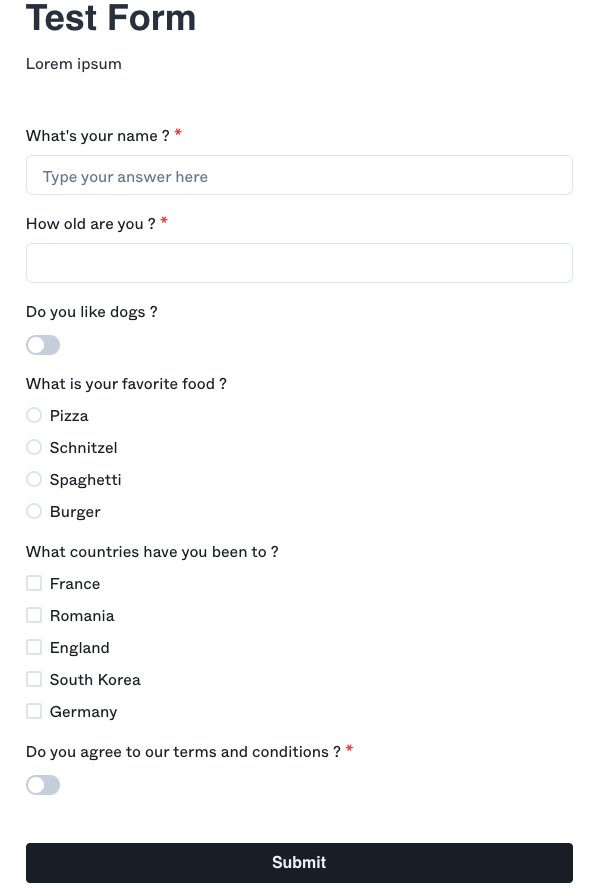 Test Form
Lorem ipsum
What's your name ? *
Type your answer here
How old are you ? *
Do you like dogs ?
What is your favorite food ?
Pizza
Schnitzel
Spaghetti
Burger
What countries have you been to ?
France
Romania
England
South Korea
Germany
Do you agree to our terms and conditions ? *
Submit